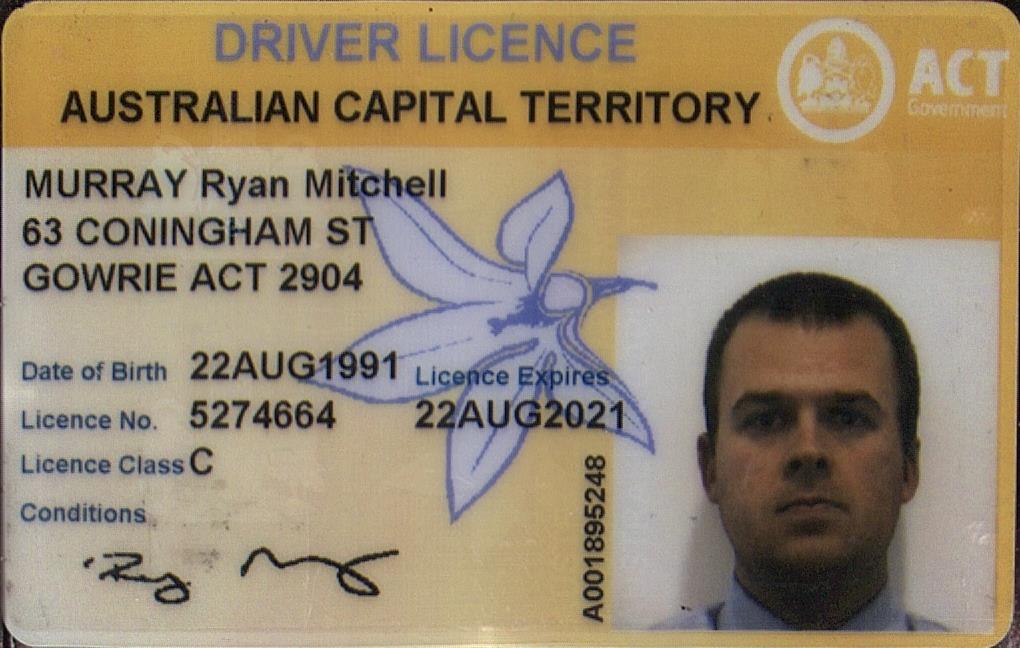 DRIVER LICENCE
AUSTRALIAN CAPITAL TERRITORY
ACT
Government
MURRAY Ryan Mitchell
63 CONINGHAM ST
GOWRIE ACT 2904
Date of Birth 22AUG1991
Licence Expires
Licence No. 5274664
22AUG2021
Licence Class C
Conditions
A001895248